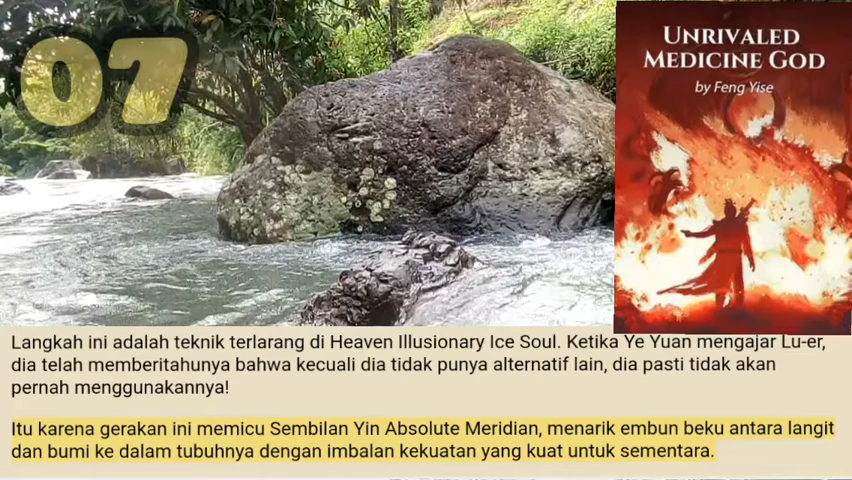 07
UNRIVALED
MEDICINE GOD
by Feng Yise
Langkah ini adalah teknik terlarang di Heaven Illusionary Ice Soul. Ketika Ye Yuan mengajar Lu-er,
dia telah memberitahunya bahwa kecuali dia tidak punya alternatif lain, dia pasti tidak akan
pernah menggunakannya!
Itu karena gerakan ini memicu Sembilan Yin Absolute Meridian, menarik embun beku antara langit
dan bumi ke dalam tubuhnya dengan imbalan kekuatan yang kuat untuk sementara.